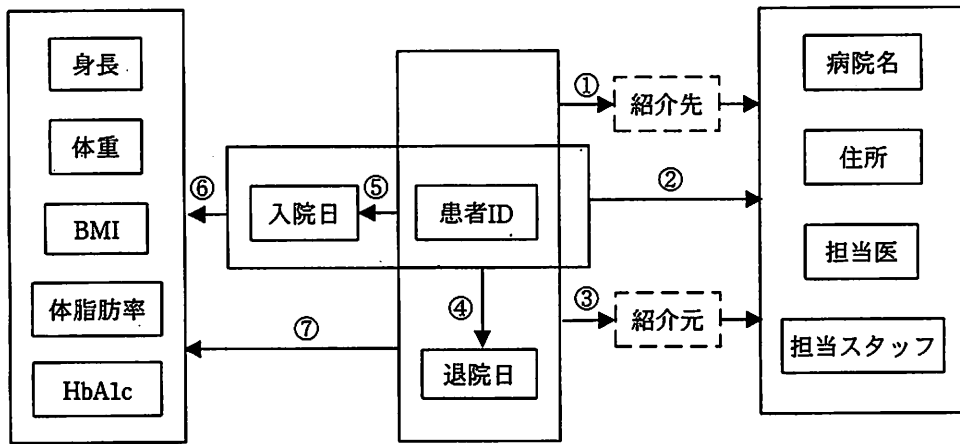 身長
体重
BMI
体脂肪率
HbA1c
⑥
入院日
⑤
患者ID
④
⑦
退院日
①
紹介先
②
③
紹介元
病院名
住所
担当医
担当スタッフ